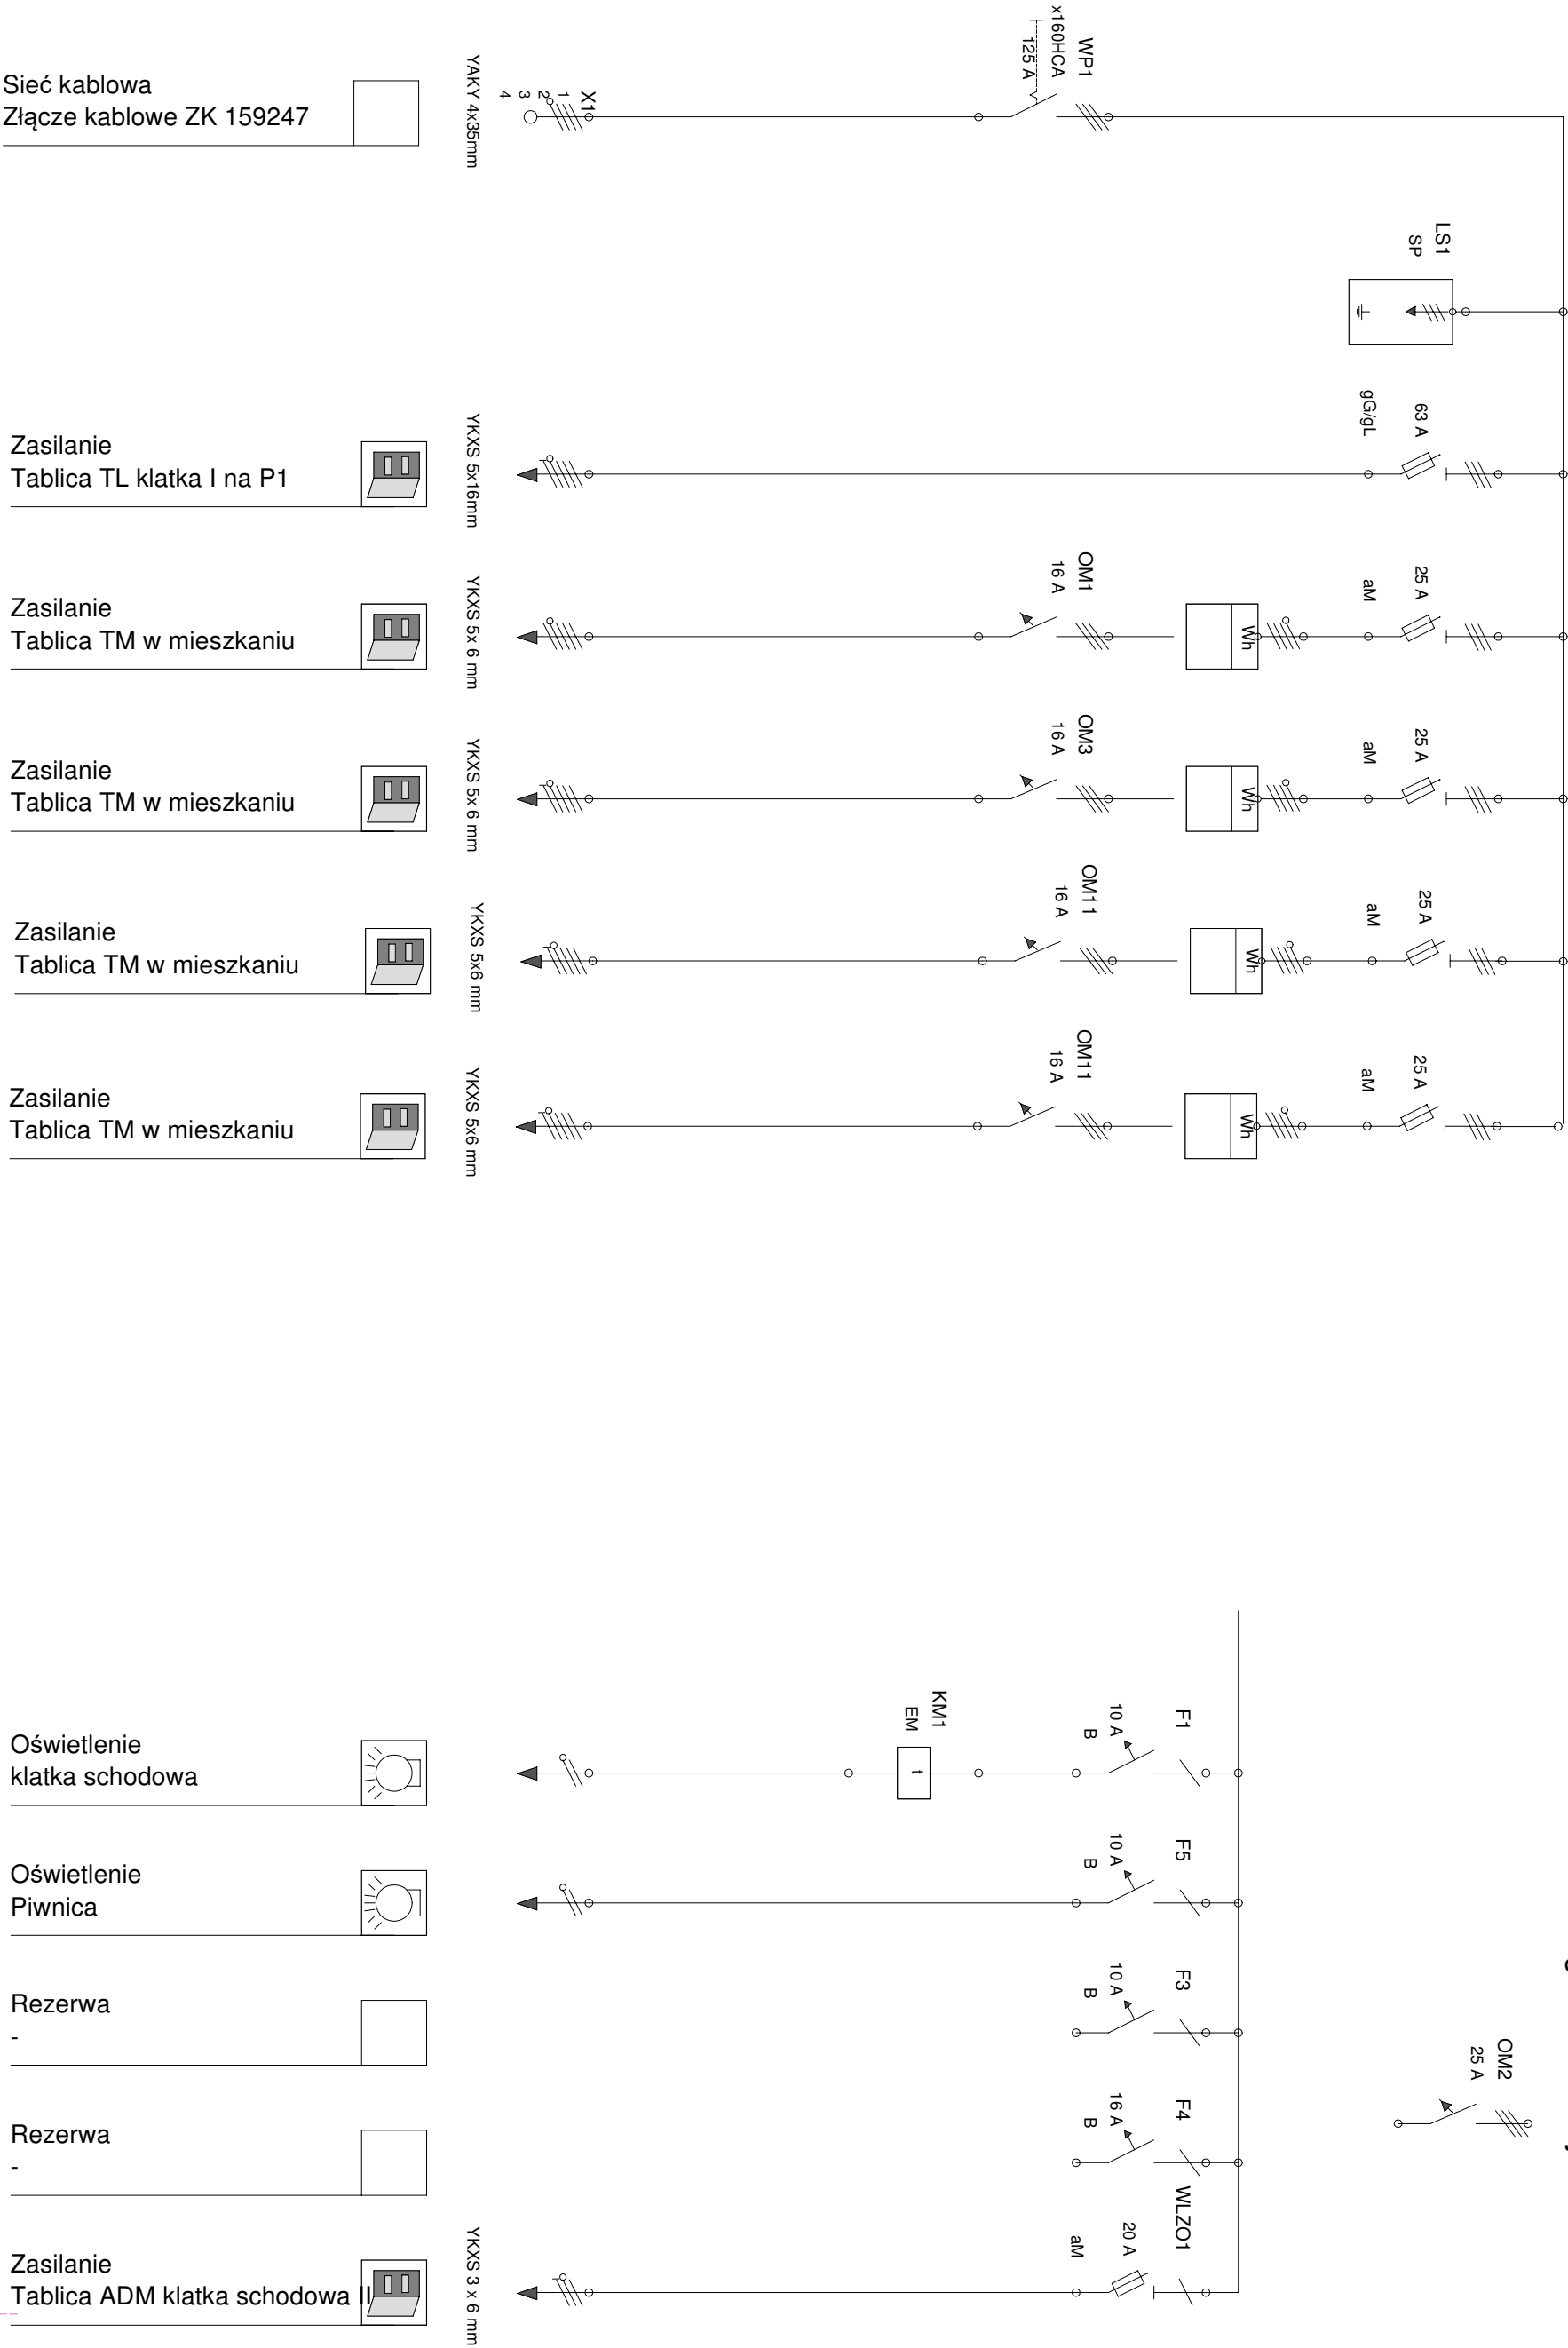 Sieć kablowa
Złącze kablowe ZK 159247
YAKY 4x35mm
X1
1
2
3
4
WP1
x160HCA
125 A
LS1
SP
Zasilanie
Tablica TL klatka I na P1
YKXS 5x16mm
63 A
gG/gL
Zasilanie
Tablica TM w mieszkaniu
YKXS 5x 6 mm
OM1
16 A
Wh
25 A
aM
Zasilanie
Tablica TM w mieszkaniu
YKXS 5x 6 mm
OM3
16 A
Wh
25 A
aM
Zasilanie
Tablica TM w mieszkaniu
YKXS 5x6 mm
OM11
16 A
Wh
25 A
aM
Zasilanie
Tablica TM w mieszkaniu
YKXS 5x6 mm
OM11
16 A
Wh
25 A
aM
Oświetlenie
klatka schodowa
KM1
EM
t
F1
10 A
B
Oświetlenie
Piwnica
F5
10 A
B
Rezerwa
-
F3
10 A
B
OM2
25 A
Rezerwa
-
F4
16 A
B
Zasilanie
Tablica ADM klatka schodowa II
YKXS 3 x 6 mm
WLZO1
20 A
aM